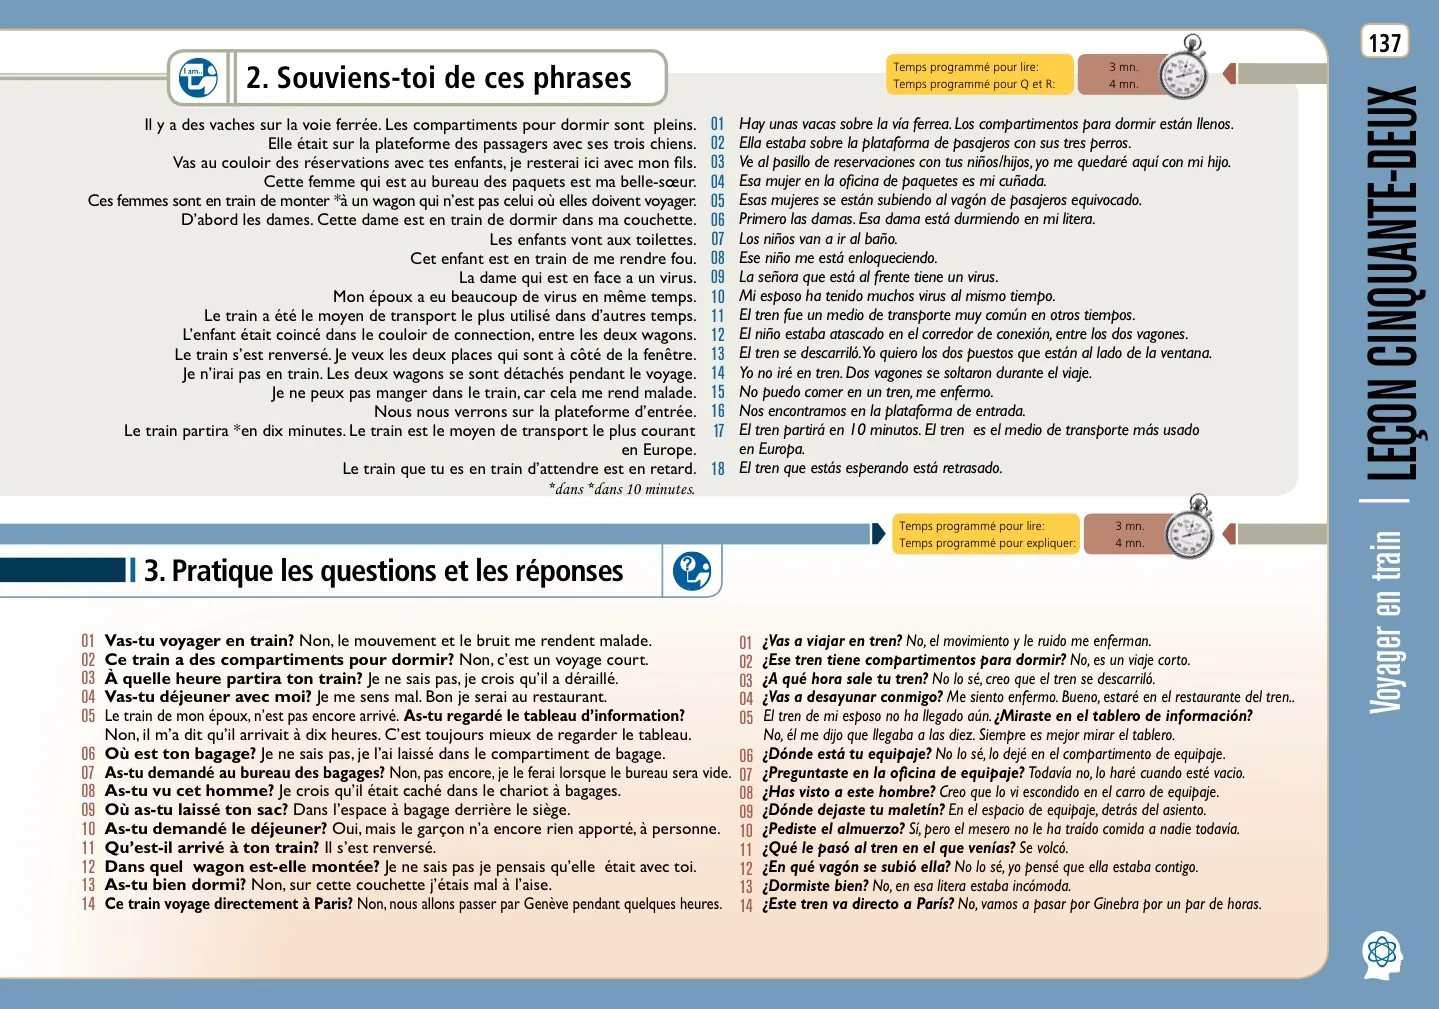 137
LEÇON CINQUANTE-DEUX
Voyager en train
I am...
2. Souviens-toi de ces phrases
Temps programmé pour lire: 3 mn.
Temps programmé pour Q et R: 4 mn.
Il y a des vaches sur la voie ferrée. Les compartiments pour dormir sont pleins. 01 Hay unas vacas sobre la vía ferrea. Los compartimentos para dormir están llenos.
Elle était sur la plateforme des passagers avec ses trois chiens. 02 Ella estaba sobre la plataforma de pasajeros con sus tres perros.
Vas au couloir des réservations avec tes enfants, je resterai ici avec mon fils. 03 Ve al pasillo de reservaciones con tus niños/hijos, yo me quedaré aquí con mi hijo.
Cette femme qui est au bureau des paquets est ma belle-sœur. 04 Esa mujer en la oficina de paquetes es mi cuñada.
Ces femmes sont en train de monter *à un wagon qui n'est pas celui où elles doivent voyager. 05 Esas mujeres se están subiendo al vagón de pasajeros equivocado.
D'abord les dames. Cette dame est en train de dormir dans ma couchette. 06 Primero las damas. Esa dama está durmiendo en mi litera.
Les enfants vont aux toilettes. 07 Los niños van a ir al baño.
Cet enfant est en train de me rendre fou. 08 Ese niño me está enloqueciendo.
La dame qui est en face a un virus. 09 La señora que está al frente tiene un virus.
Mon époux a eu beaucoup de virus en même temps. 10 Mi esposo ha tenido muchos virus al mismo tiempo.
Le train a été le moyen de transport le plus utilisé dans d'autres temps. 11 El tren fue un medio de transporte muy común en otros tiempos.
L'enfant était coincé dans le couloir de connection, entre les deux wagons. 12 El niño estaba atascado en el corredor de conexión, entre los dos vagones.
Le train s'est renversé. Je veux les deux places qui sont à côté de la fenêtre. 13 El tren se descarriló. Yo quiero los dos puestos que están al lado de la ventana.
Je n'irai pas en train. Les deux wagons se sont détachés pendant le voyage. 14 Yo no iré en tren. Dos vagones se soltaron durante el viaje.
Je ne peux pas manger dans le train, car cela me rend malade. 15 No puedo comer en un tren, me enfermo.
Nous nous verrons sur la plateforme d'entrée. 16 Nos encontramos en la plataforma de entrada.
Le train partira *en dix minutes. Le train est le moyen de transport le plus courant 17 El tren partirá en 10 minutos. El tren es el medio de transporte más usado
en Europe. en Europa.
Le train que tu es en train d'attendre est en retard. 18 El tren que estás esperando está retrasado.
*dans *dans 10 minutes.
Temps programmé pour lire: 3 mn.
Temps programmé pour expliquer: 4 mn.
3. Pratique les questions et les réponses
01 Vas-tu voyager en train? Non, le mouvement et le bruit me rendent malade.
02 Ce train a des compartiments pour dormir? Non, c'est un voyage court.
03 À quelle heure partira ton train? Je ne sais pas, je crois qu'il a déraillé.
04 Vas-tu déjeuner avec moi? Je me sens mal. Bon je serai au restaurant.
05 Le train de mon époux, n'est pas encore arrivé. As-tu regardé le tableau d'information?
Non, il m'a dit qu'il arrivait à dix heures. C'est toujours mieux de regarder le tableau.
06 Où est ton bagage? Je ne sais pas, je l'ai laissé dans le compartiment de bagage.
07 As-tu demandé au bureau des bagages? Non, pas encore, je le ferai lorsque le bureau sera vide.
08 As-tu vu cet homme? Je crois qu'il était caché dans le chariot à bagages.
09 Où as-tu laissé ton sac? Dans l'espace à bagage derrière le siège.
10 As-tu demandé le déjeuner? Oui, mais le garçon n'a encore rien apporté, à personne.
11 Qu'est-il arrivé à ton train? Il s'est renversé.
12 Dans quel wagon est-elle montée? Je ne sais pas je pensais qu'elle était avec toi.
13 As-tu bien dormi? Non, sur cette couchette j'étais mal à l'aise.
14 Ce train voyage directement à Paris? Non, nous allons passer par Genève pendant quelques heures.
01 ¿Vas a viajar en tren? No, el movimiento y le ruido me enferman.
02 ¿Ese tren tiene compartimentos para dormir? No, es un viaje corto.
03 ¿A qué hora sale tu tren? No lo sé, creo que el tren se descarriló.
04 ¿Vas a desayunar conmigo? Me siento enfermo. Bueno, estaré en el restaurante del tren..
05 El tren de mi esposo no ha llegado aún. ¿Miraste en el tablero de información?
No, él me dijo que llegaba a las diez. Siempre es mejor mirar el tablero.
06 ¿Dónde está tu equipaje? No lo sé, lo dejé en el compartimento de equipaje.
07 ¿Preguntaste en la oficina de equipaje? Todavía no, lo haré cuando esté vacio.
08 ¿Has visto a este hombre? Creo que lo vi escondido en el carro de equipaje.
09 ¿Dónde dejaste tu maletín? En el espacio de equipaje, detrás del asiento.
10 ¿Pediste el almuerzo? Sí, pero el mesero no le ha traído comida a nadie todavía.
11 ¿Qué le pasó al tren en el que venías? Se volcó.
12 ¿En qué vagón se subió ella? No lo sé, yo pensé que ella estaba contigo.
13 ¿Dormiste bien? No, en esa litera estaba incómoda.
14 ¿Este tren va directo a París? No, vamos a pasar por Ginebra por un par de horas.